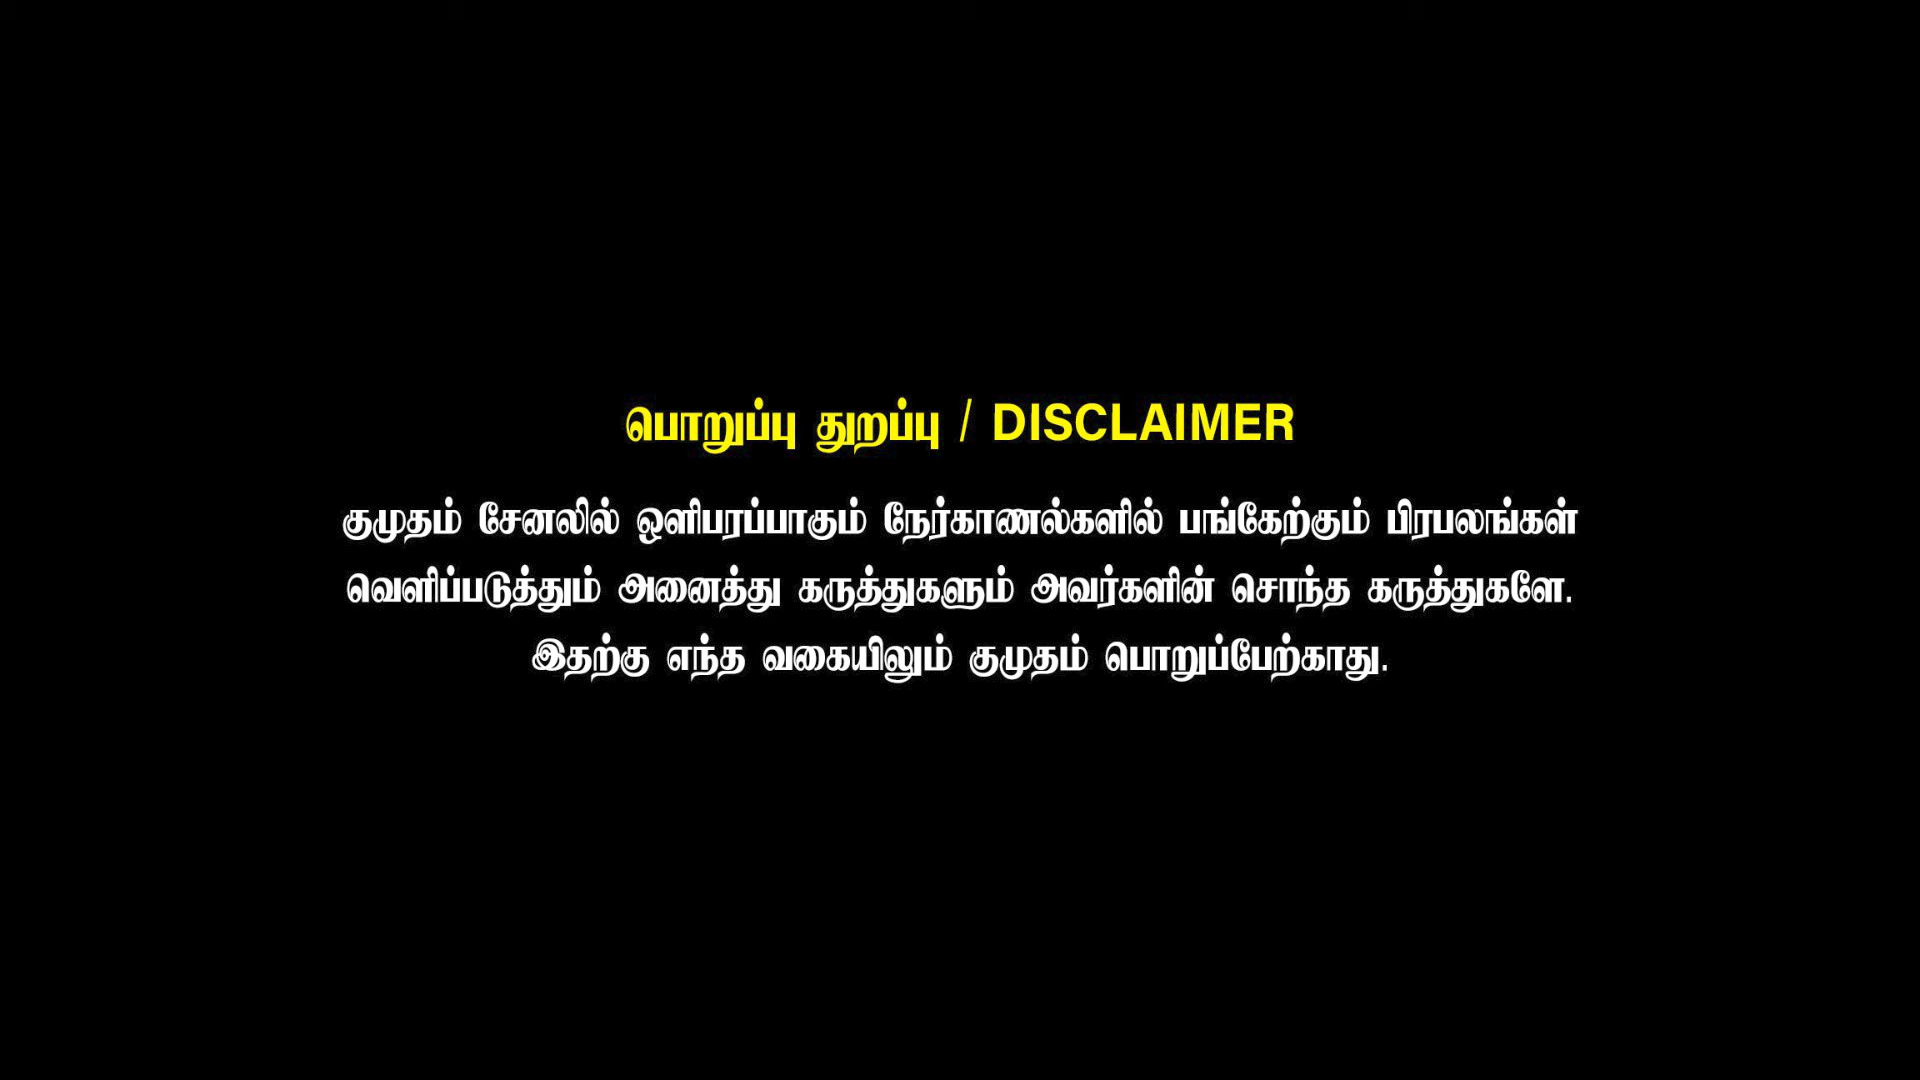 பொறுப்பு துறப்பு / DISCLAIMER
குமுதம் சேனலில் ஒளிபரப்பாகும் நேர்காணல்களில் பங்கேற்கும் பிரபலங்கள்
வெளிப்படுத்தும் அனைத்து கருத்துகளும் அவர்களின் சொந்த கருத்துகளே.
இதற்கு எந்த வகையிலும் குமுதம் பொறுப்பேற்காது.